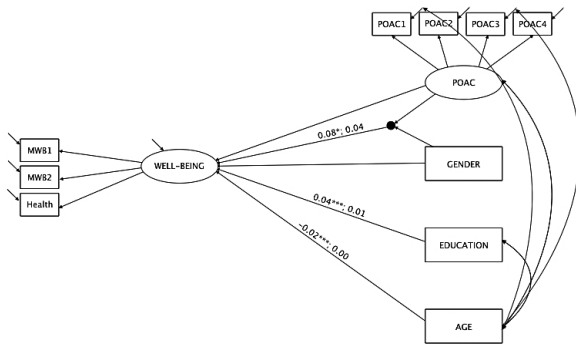 POAC1 POAC2 POAC3 POAC4
POAC
0.08*; 0.04
MWB1
MWB2
Health
WELL-BEING
GENDER
0.04***; 0.01
EDUCATION
-0.02***; 0.00
AGE